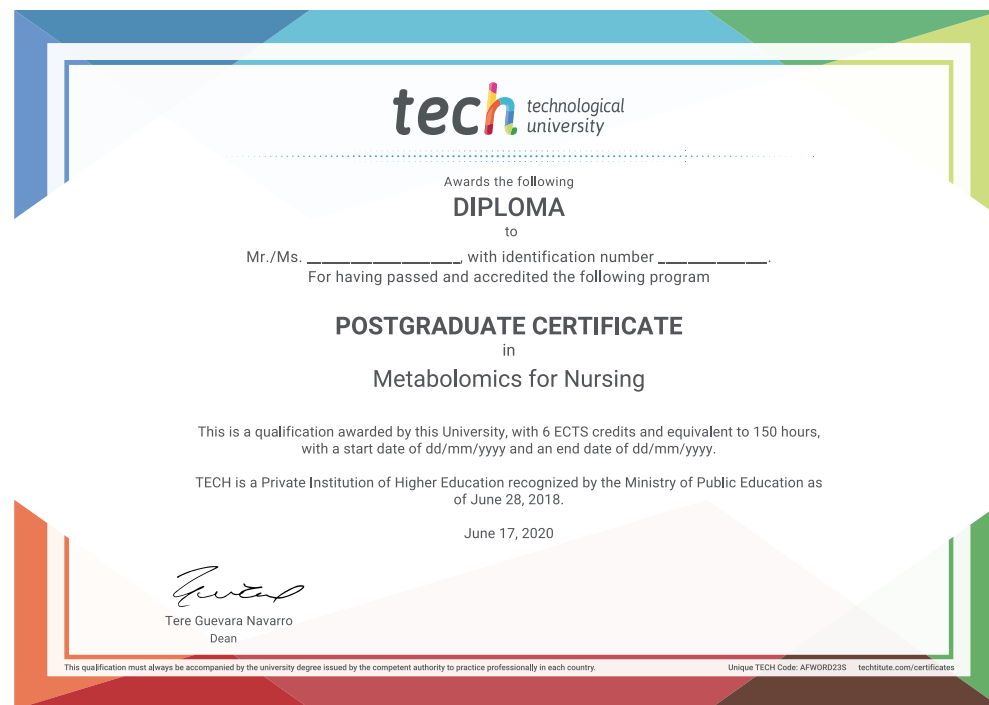 tech technological
university
Awards the following
DIPLOMA
to
Mr./Ms. ____________________, with identification number ______________.
For having passed and accredited the following program
POSTGRADUATE CERTIFICATE
in
Metabolomics for Nursing
This is a qualification awarded by this University, with 6 ECTS credits and equivalent to 150 hours,
with a start date of dd/mm/yyyy and an end date of dd/mm/yyyy.
TECH is a Private Institution of Higher Education recognized by the Ministry of Public Education as
of June 28, 2018.
June 17, 2020
Tere Guevara Navarro
Dean
This qualification must always be accompanied by the university degree issued by the competent authority to practice professionally in each country.
Unique TECH Code: AFWORD23S techtitute.com/certificates